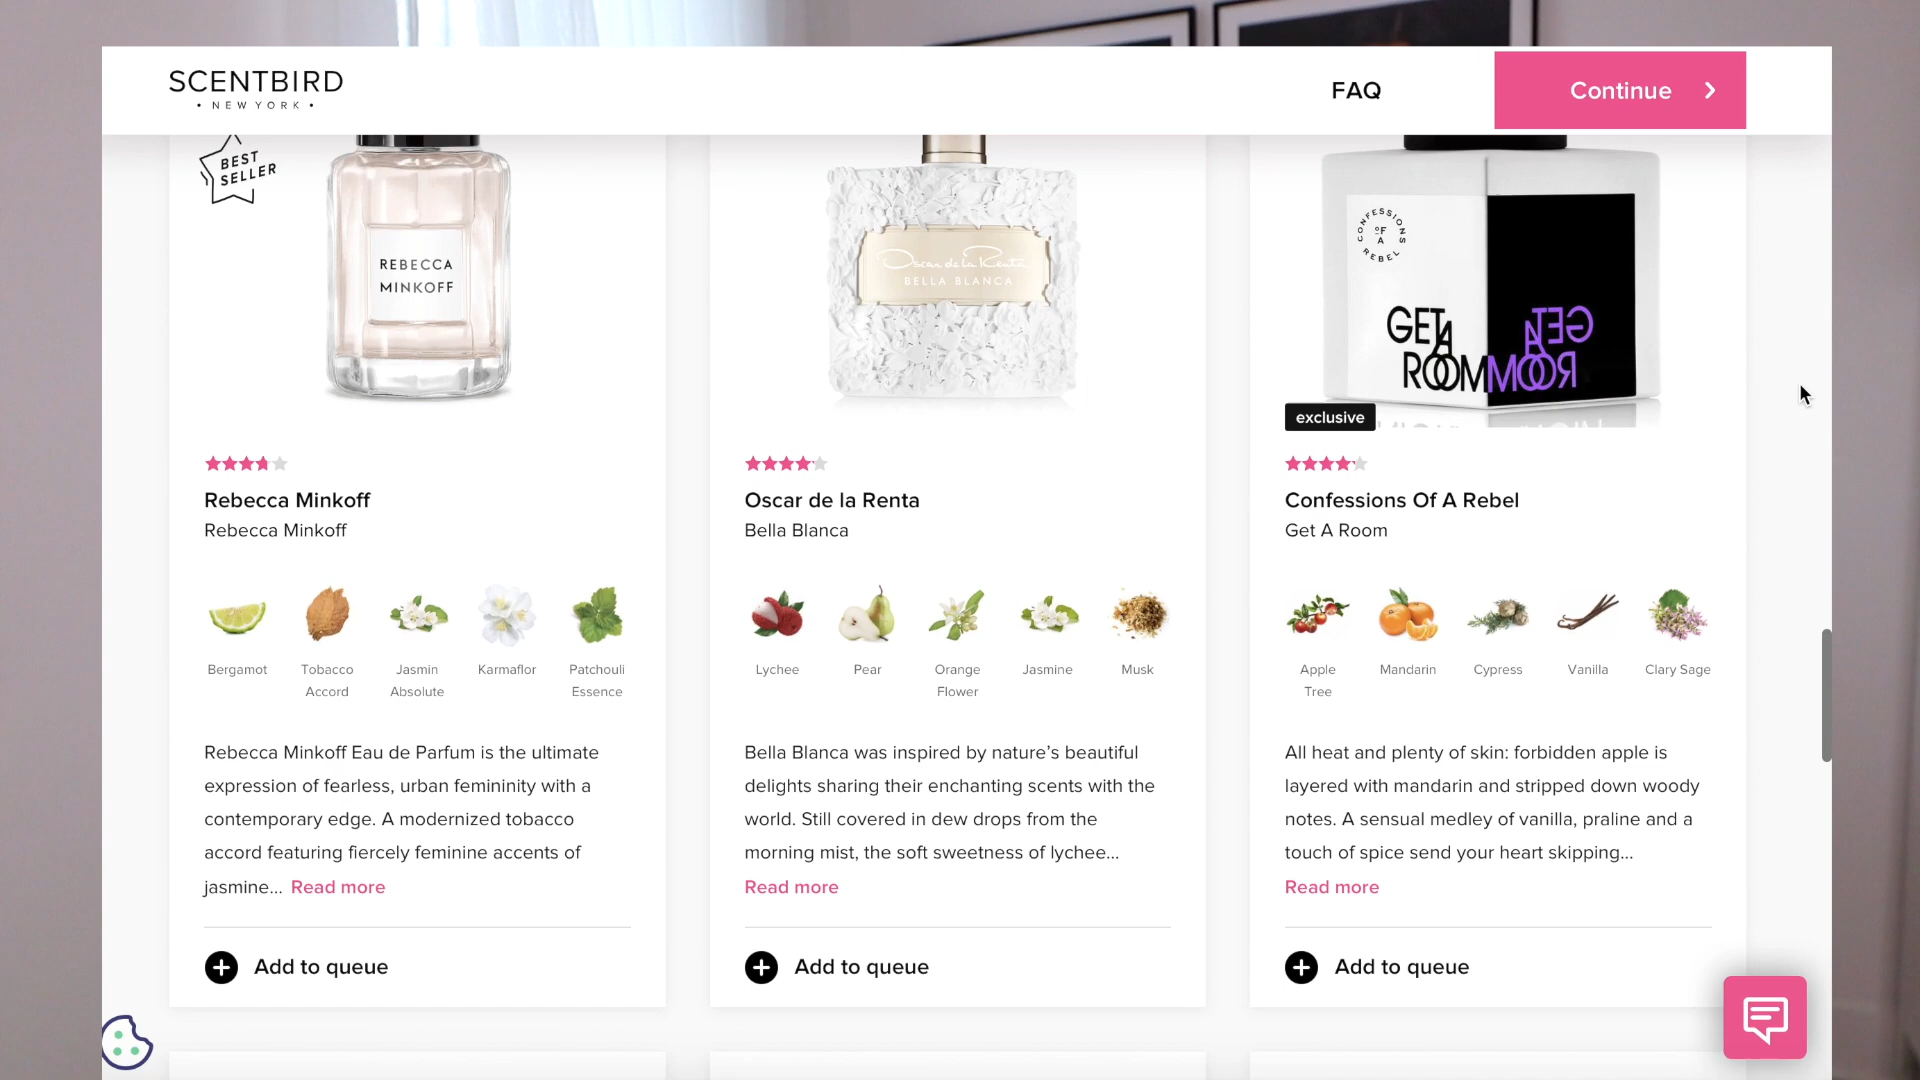 SCENTBIRD
• NEW YORK •
FAQ
Continue
BEST
SELLER
REBECCA
MINKOFF
Oscar de la Renta
BELLA BLANCA
CONFESSIONS
OF
A
REBEL
GET A
ROOM
GET A
ROOM
exclusive
Rebecca Minkoff
Rebecca Minkoff
Bergamot
Tobacco
Accord
Jasmin
Absolute
Karmaflor
Patchouli
Essence
Rebecca Minkoff Eau de Parfum is the ultimate
expression of fearless, urban femininity with a
contemporary edge. A modernized tobacco
accord featuring fiercely feminine accents of
jasmine... Read more
Add to queue
Oscar de la Renta
Bella Blanca
Lychee
Pear
Orange
Flower
Jasmine
Musk
Bella Blanca was inspired by nature’s beautiful
delights sharing their enchanting scents with the
world. Still covered in dew drops from the
morning mist, the soft sweetness of lychee...
Read more
Add to queue
Confessions Of A Rebel
Get A Room
Apple
Tree
Mandarin
Cypress
Vanilla
Clary Sage
All heat and plenty of skin: forbidden apple is
layered with mandarin and stripped down woody
notes. A sensual medley of vanilla, praline and a
touch of spice send your heart skipping...
Read more
Add to queue